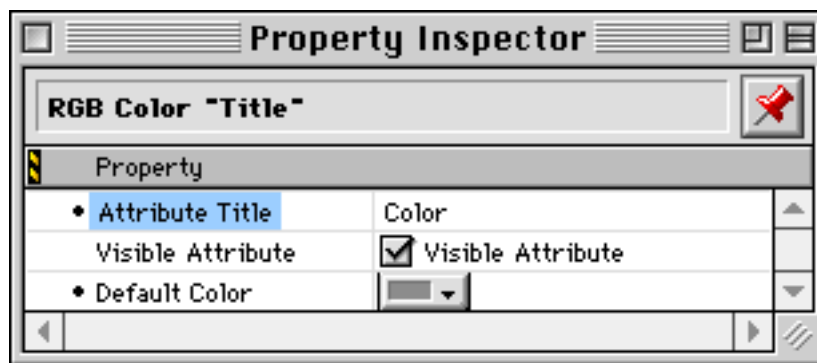 Property Inspector
RGB Color "Title"
Property
• Attribute Title Color
Visible Attribute Visible Attribute
• Default Color